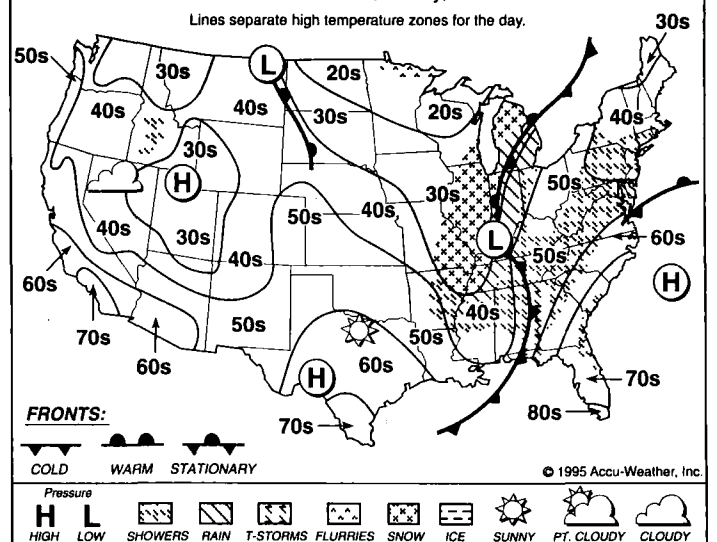 Lines separate high temperature zones for the day.
30s
50s
L
20s
30s
40s
40s
30s
20s
40s
30s
50s
H
30s
40s
50s
40s
30s
40s
L
50s
60s
60s
40s
H
70s
50s
40s
50s
60s
60s
H
70s
70s
80s
FRONTS:
COLD WARM STATIONARY
© 1995 Accu-Weather, Inc.
Pressure
H L
HIGH LOW SHOWERS RAIN T-STORMS FLURRIES SNOW ICE SUNNY PT. CLOUDY CLOUDY